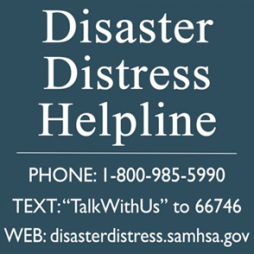 Disaster
Distress
Helpline
PHONE: 1-800-985-5990
TEXT: “TalkWithUs” to 66746
WEB: disasterdistress.samhsa.gov